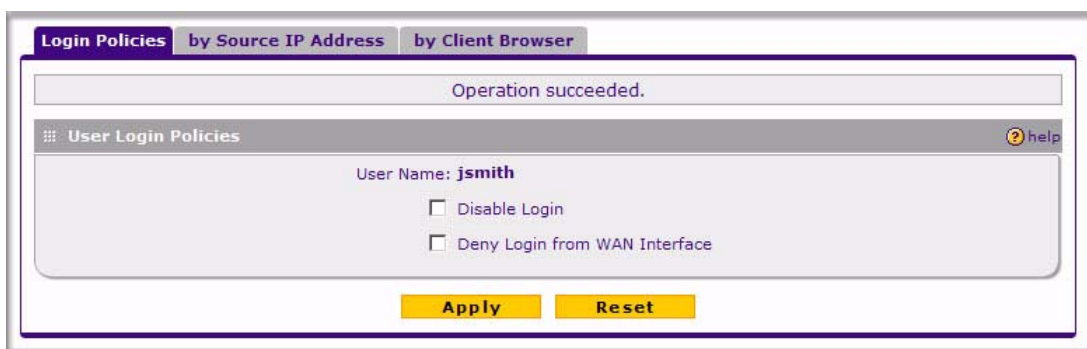 Login Policies by Source IP Address by Client Browser
Operation succeeded.
User Login Policies ? help
User Name: jsmith
Disable Login
Deny Login from WAN Interface
Apply Reset